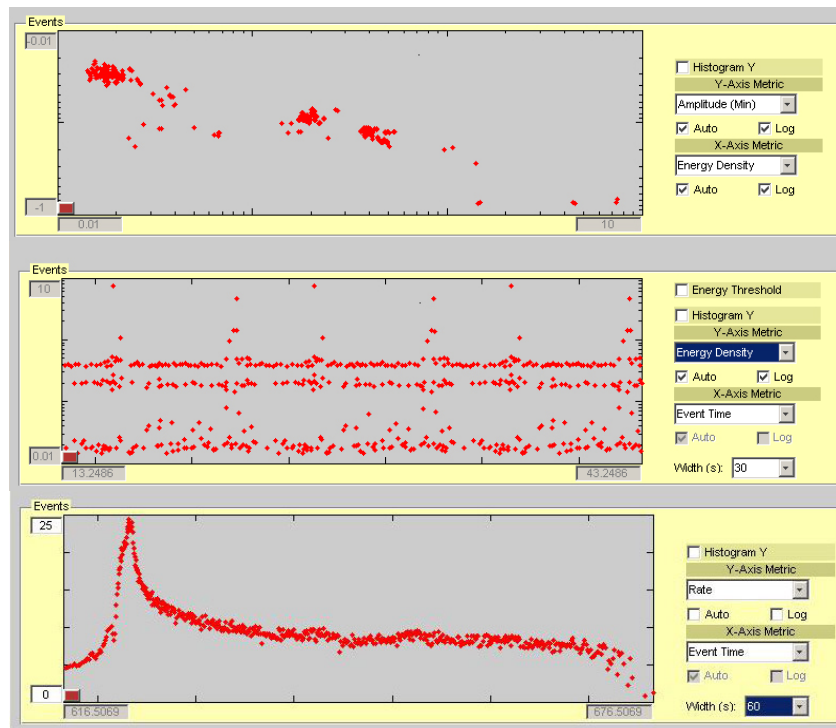 Events
-0.01
-1
0.01
10
Histogram Y
Y-Axis Metric
Amplitude (Min)
Auto Log
X-Axis Metric
Energy Density
Auto Log
Events
10
0.01
13.2486
43.2486
Energy Threshold
Histogram Y
Y-Axis Metric
Energy Density
Auto Log
X-Axis Metric
Event Time
Auto Log
Width (s): 30
Events
25
0
616.5069
676.5069
Histogram Y
Y-Axis Metric
Rate
Auto Log
X-Axis Metric
Event Time
Auto Log
Width (s): 60